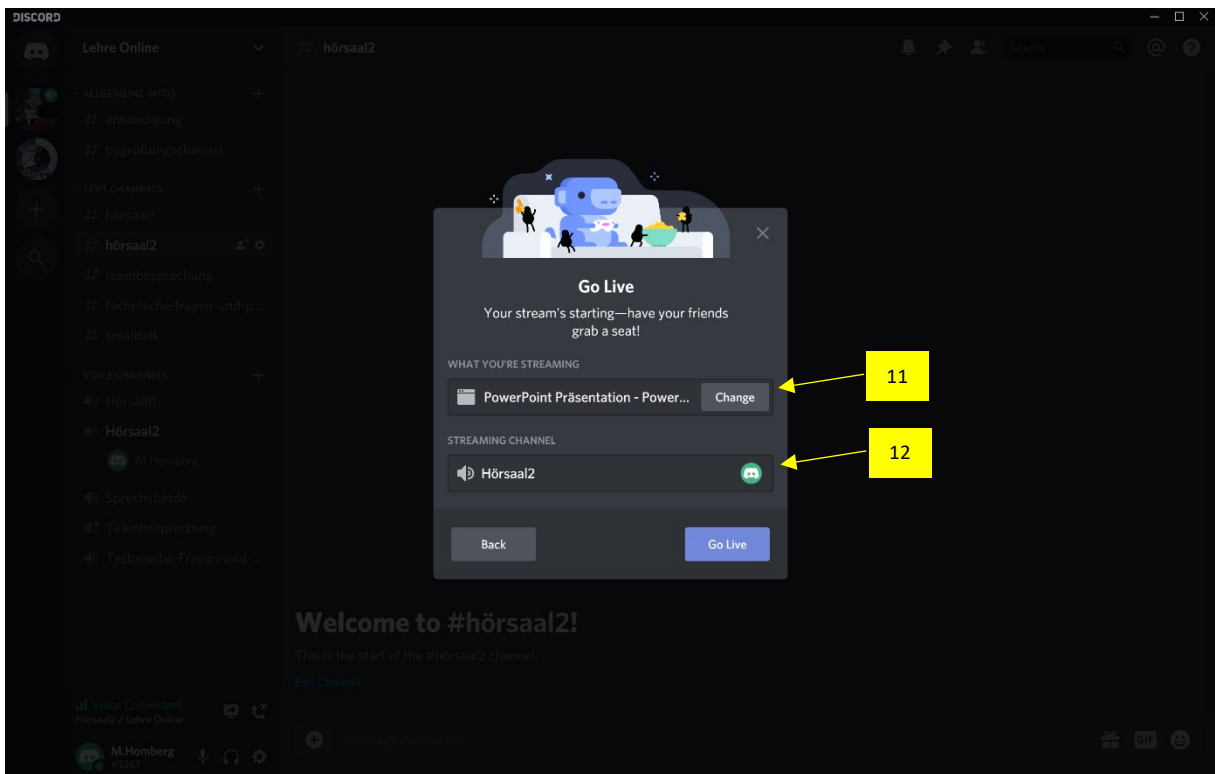 DISCORD
Lehre Online
hörsaal2
Search
ALLGEMEINE INFOS
ankündigung
begrüßungschannel
TEXT CHANNELS
hörsaal1
hörsaal2
teambesprechung
technische-fragen-und-p...
smalltalk
VOICE CHANNELS
Hörsaal1
Hörsaal2
M.Homberg
Sprechstunde
Teambesprechung
Technische-Fragen-und-...
Voice Connected
Hörsaal2 / Lehre Online
M.Homberg
#3267
Go Live
Your stream's starting—have your friends
grab a seat!
WHAT YOU'RE STREAMING
PowerPoint Präsentation - Power...
Change
11
STREAMING CHANNEL
Hörsaal2
12
Back
Go Live
Welcome to #hörsaal2!
This is the start of the #hörsaal2 channel.
Edit Channel
GIF